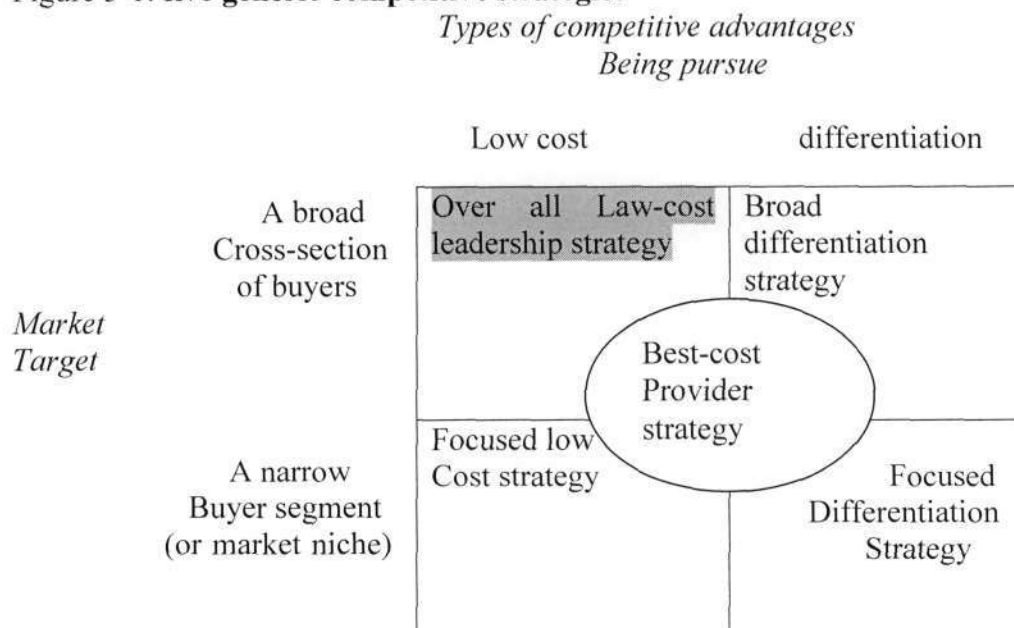 Types of competitive advantages
Being pursue
Low cost differentiation
A broad
Cross-section
of buyers
Over all Law-cost
leadership strategy
Broad
differentiation
strategy
Market
Target
Best-cost
Provider
strategy
A narrow
Buyer segment
(or market niche)
Focused low
Cost strategy
Focused
Differentiation
Strategy